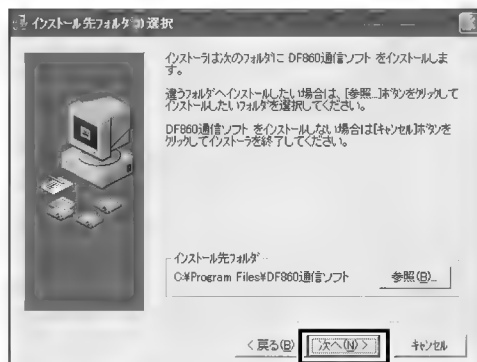 インストール先フォルダの選択
インストーラは次のフォルダに DF860通信ソフト をインストールしま
す。
違うフォルダへインストールしたい場合は、[参照...]ボタンをクリックして
インストールしたいフォルダを選択してください。
DF860通信ソフト をインストールしない場合は[キャンセル]ボタンを
クリックしてインストーラを終了してください。
インストール先フォルダ
C:¥Program Files¥DF860通信ソフト
参照(B)...
< 戻る(B)
次へ(N) >
キャンセル